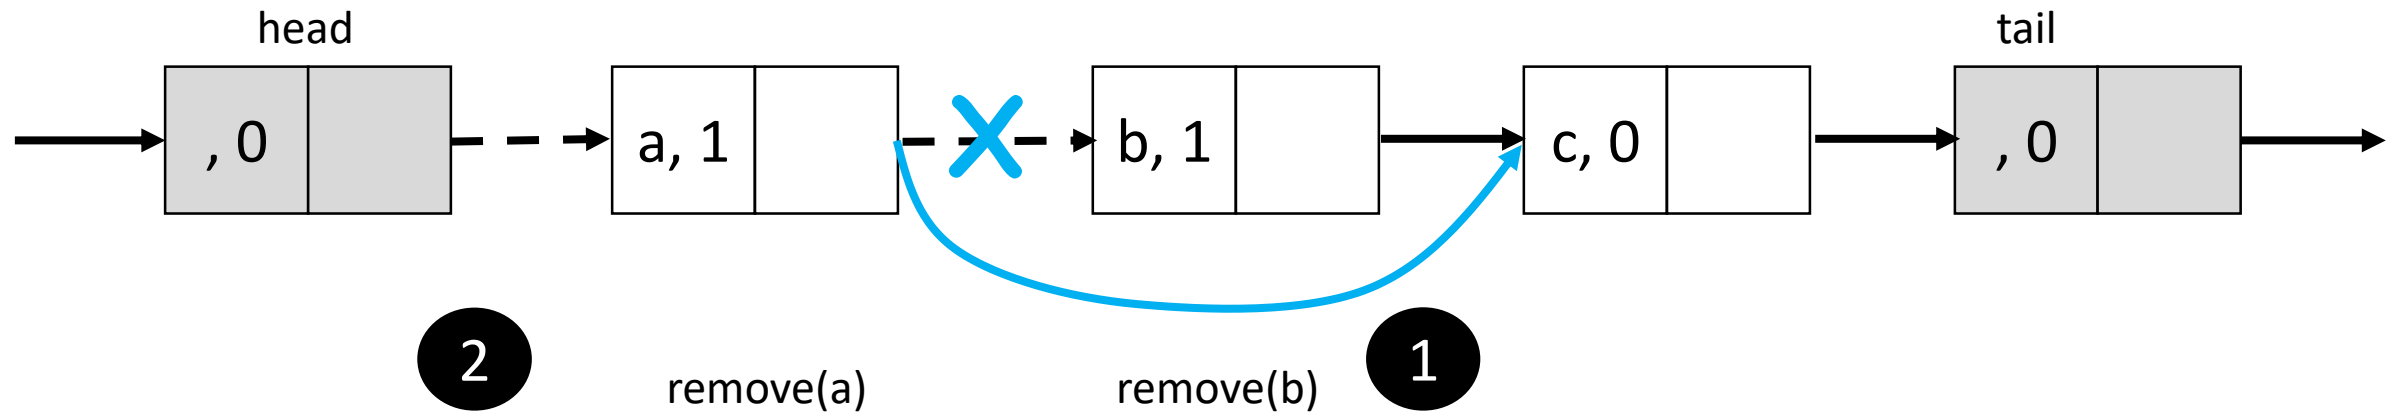 head
tail
, 0
a, 1
b, 1
c, 0
, 0
2
1
remove(a)
remove(b)